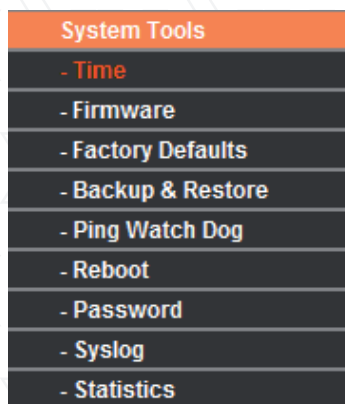 System Tools
- Time
- Firmware
- Factory Defaults
- Backup & Restore
- Ping Watch Dog
- Reboot
- Password
- Syslog
- Statistics